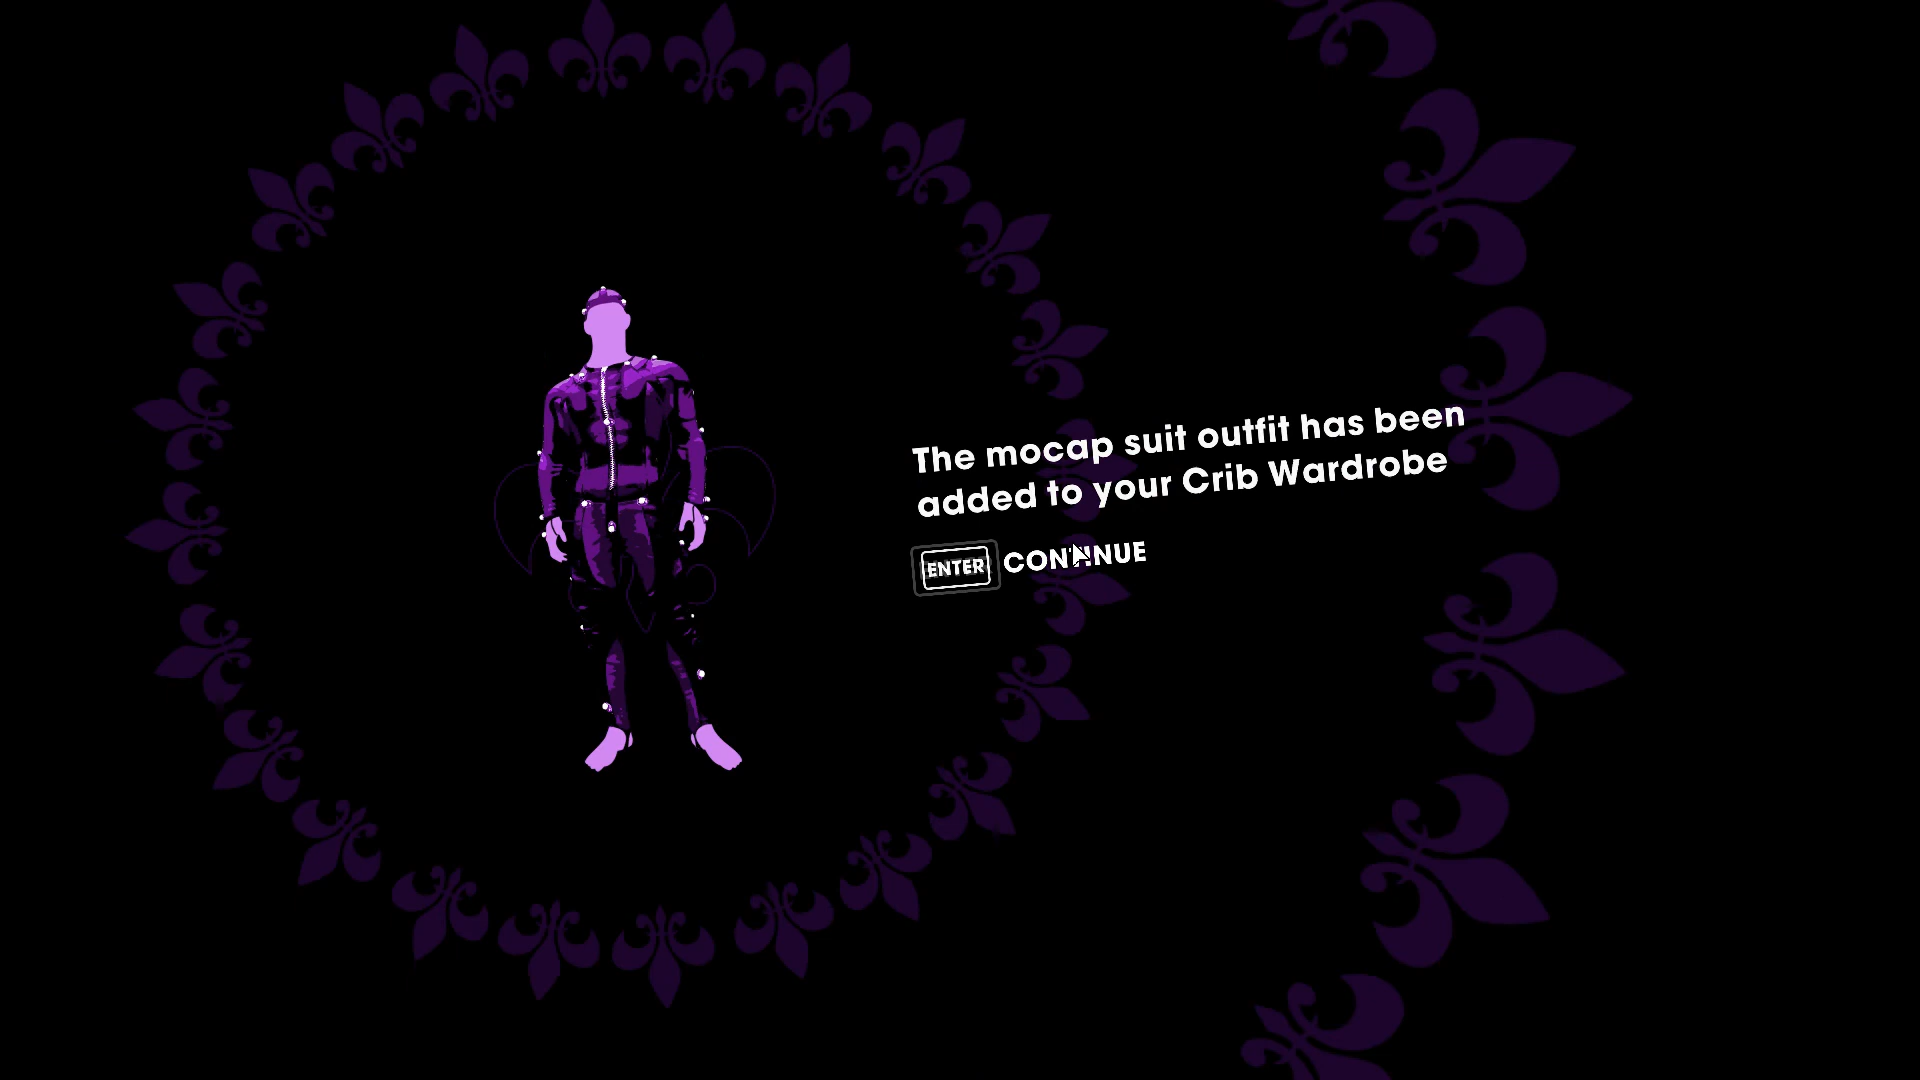 The mocap suit outfit has been
added to your Crib Wardrobe
ENTER CONTINUE